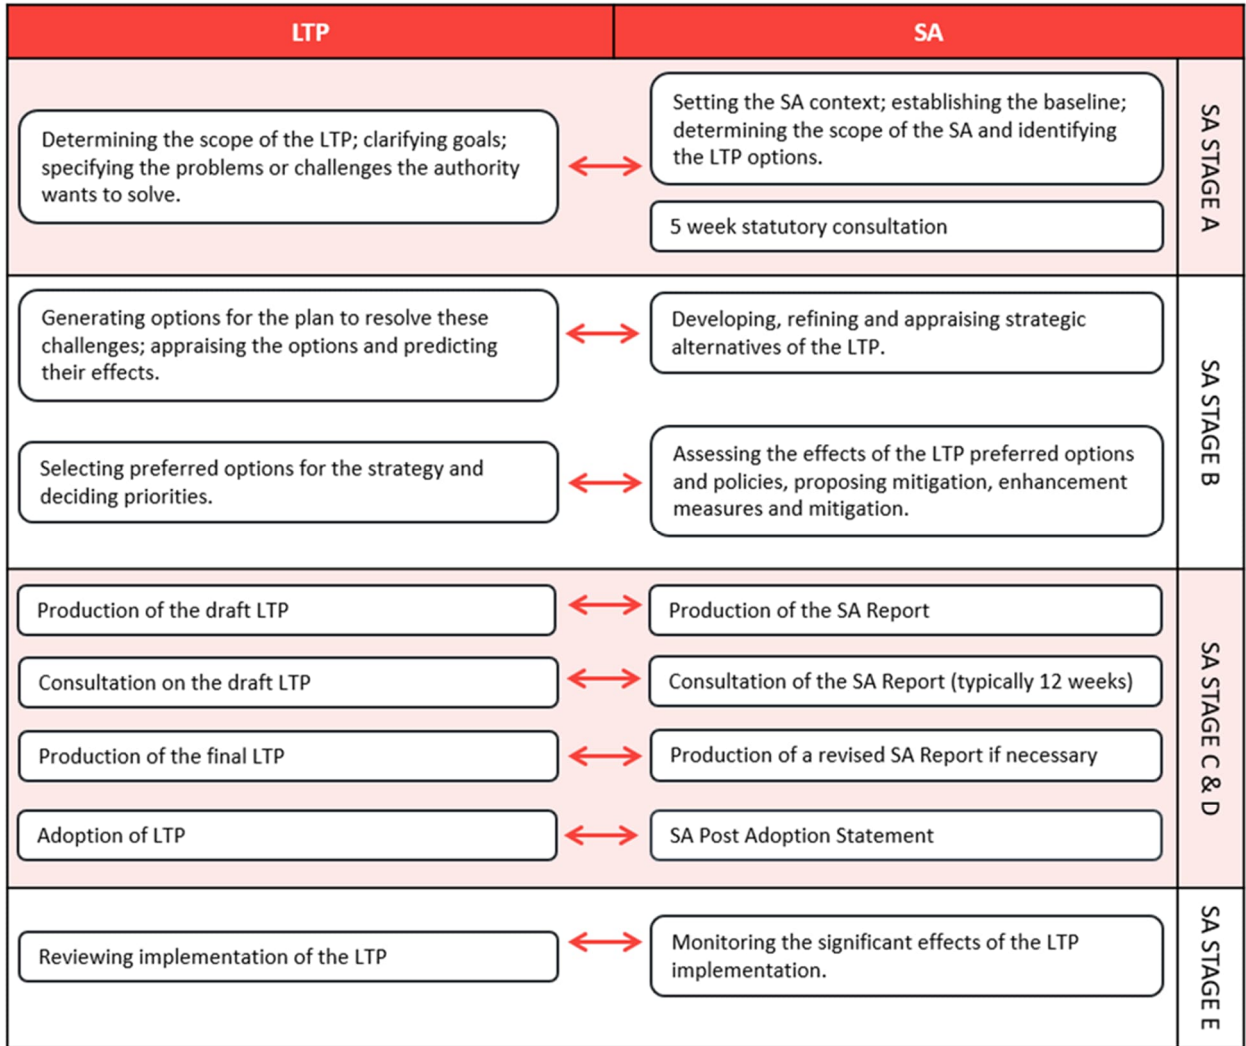 LTP
SA
Determining the scope of the LTP; clarifying goals;
specifying the problems or challenges the authority
wants to solve.
Setting the SA context; establishing the baseline;
determining the scope of the SA and identifying
the LTP options.
5 week statutory consultation
SA STAGE A
Generating options for the plan to resolve these
challenges; appraising the options and predicting
their effects.
Developing, refining and appraising strategic
alternatives of the LTP.
Selecting preferred options for the strategy and
deciding priorities.
Assessing the effects of the LTP preferred options
and policies, proposing mitigation, enhancement
measures and mitigation.
SA STAGE B
Production of the draft LTP
Production of the SA Report
Consultation on the draft LTP
Consultation of the SA Report (typically 12 weeks)
Production of the final LTP
Production of a revised SA Report if necessary
Adoption of LTP
SA Post Adoption Statement
SA STAGE C & D
Reviewing implementation of the LTP
Monitoring the significant effects of the LTP
implementation.
SA STAGE E